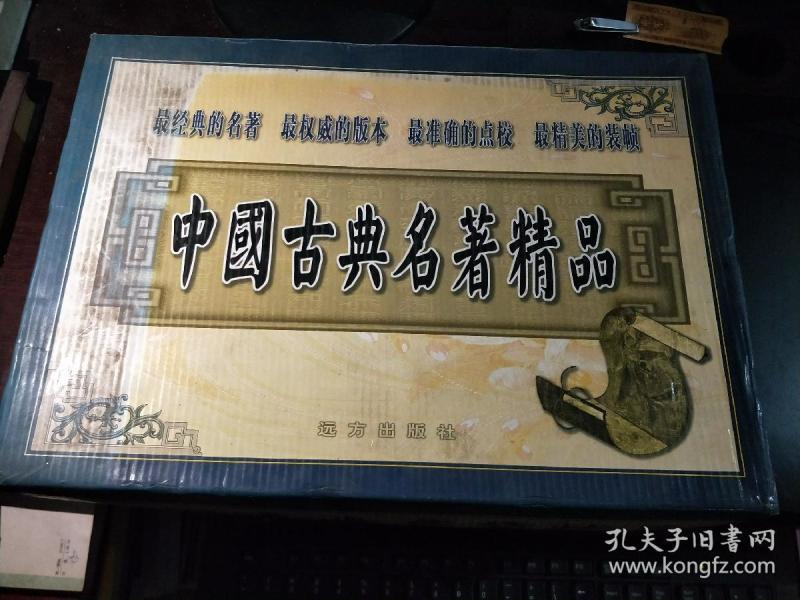 最经典的名著 最权威的版本 最准确的点校 最精美的装帧
中國古典名著精品
远方出版社
孔夫子旧书网
www.kongfz.com